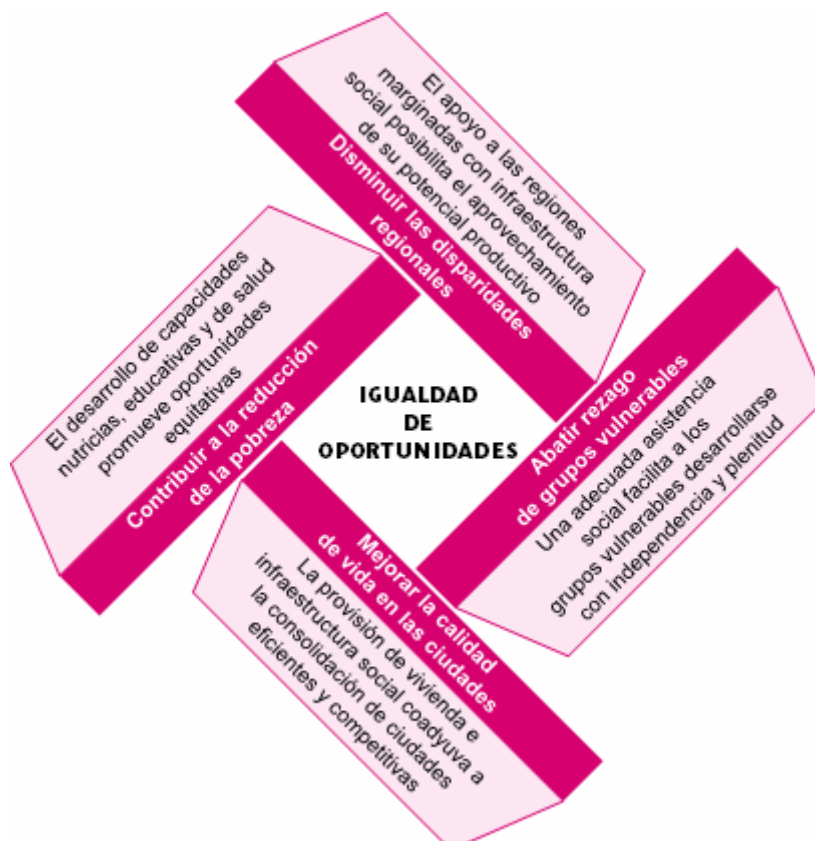 El apoyo a las regiones
marginadas con infraestructura
social posibilita el aprovechamiento
de su potencial productivo
Disminuir las disparidades
regionales
El desarrollo de capacidades
nutricias, educativas y de salud
promueve oportunidades
equitativas
Contribuir a la reducción
de la pobreza
IGUALDAD
DE
OPORTUNIDADES
Abatir rezago
de grupos vulnerables
Una adecuada asistencia
social facilita a los
grupos vulnerables desarrollarse
con independencia y plenitud
Mejorar la calidad
de vida en las ciudades
La provisión de vivienda e
infraestructura social coadyuva a
la consolidación de ciudades
eficientes y competitivas